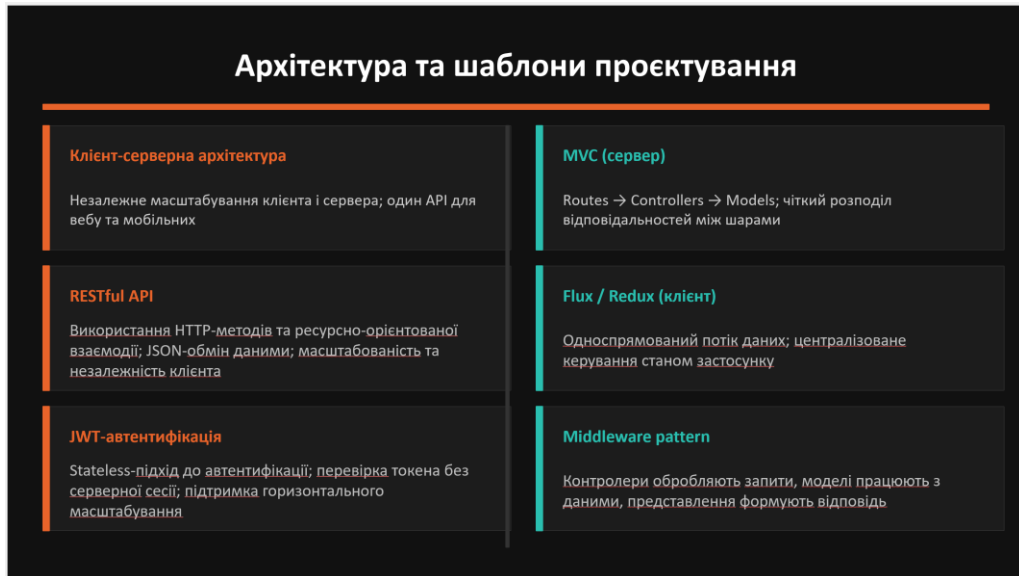 Архітектура та шаблони проєктування
Клієнт-серверна архітектура
Незалежне масштабування клієнта і сервера; один API для
вебу та мобільних
RESTful API
Використання HTTP-методів та ресурсно-орієнтованої
взаємодії; JSON-обмін даними; масштабованість та
незалежність клієнта
JWT-автентифікація
Stateless-підхід до автентифікації; перевірка токена без
серверної сесії; підтримка горизонтального
масштабування
MVC (сервер)
Routes → Controllers → Models; чіткий розподіл
відповідальностей між шарами
Flux / Redux (клієнт)
Односпрямований потік даних; централізоване
керування станом застосунку
Middleware pattern
Контролери обробляють запити, моделі працюють з
даними, представлення формують відповідь